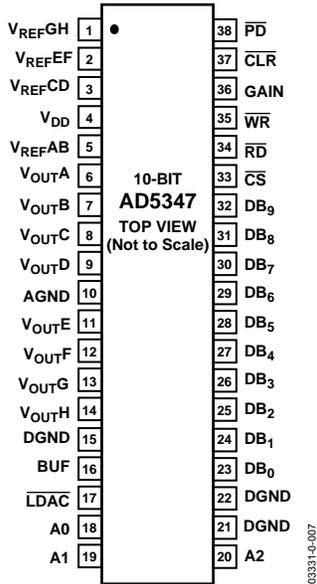 VREFGH 1
VREFEF 2
VREFCD 3
VDD 4
VREFAB 5
VOUTA 6
VOUTB 7
VOUTC 8
VOUTD 9
AGND 10
VOUTE 11
VOUTF 12
VOUTG 13
VOUTH 14
DGND 15
BUF 16
LDAC 17
A0 18
A1 19
10-BIT
AD5347
TOP VIEW
(Not to Scale)
38 PD
37 CLR
36 GAIN
35 WR
34 RD
33 CS
32 DB9
31 DB8
30 DB7
29 DB6
28 DB5
27 DB4
26 DB3
25 DB2
24 DB1
23 DB0
22 DGND
21 DGND
20 A2
03331-0-007